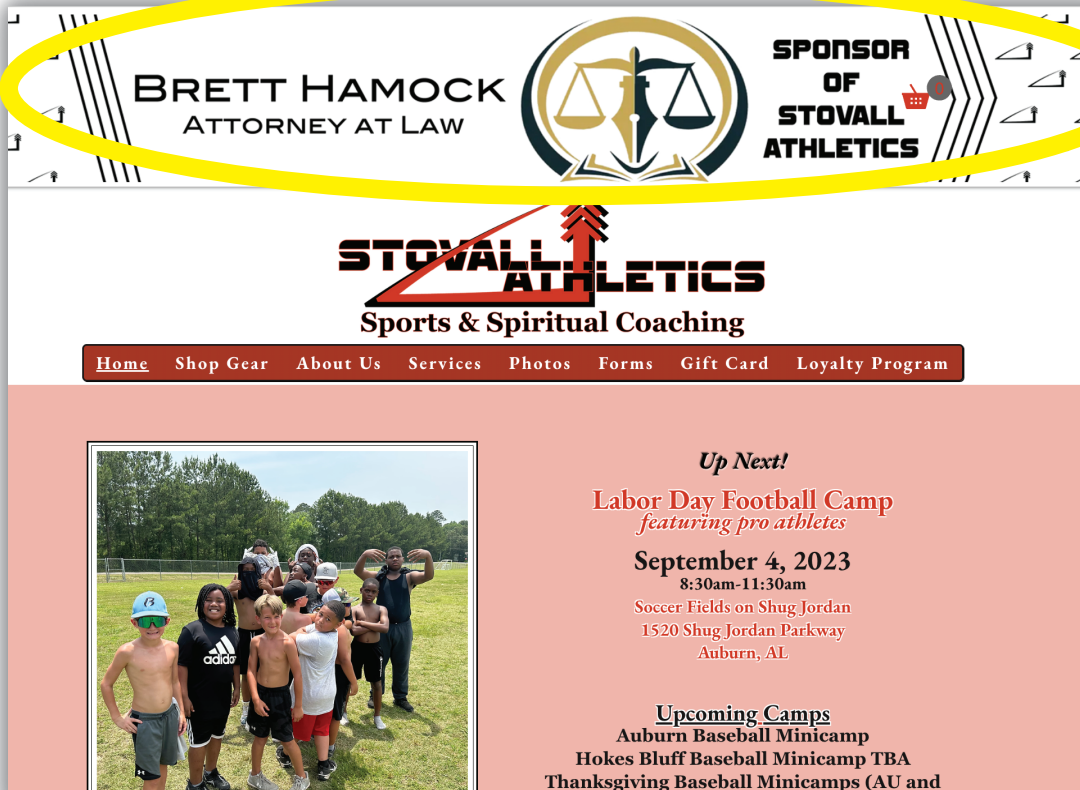 BRETT HAMOCK
ATTORNEY AT LAW
SPONSOR
OF
STOVALL
ATHLETICS
0
STOVALL
ATHLETICS
Sports & Spiritual Coaching
Home Shop Gear About Us Services Photos Forms Gift Card Loyalty Program
Up Next!
Labor Day Football Camp
featuring pro athletes
September 4, 2023
8:30am-11:30am
Soccer Fields on Shug Jordan
1520 Shug Jordan Parkway
Auburn, AL
Upcoming Camps
Auburn Baseball Minicamp
Hokes Bluff Baseball Minicamp TBA
Thanksgiving Baseball Minicamps (AU and
B
adidas